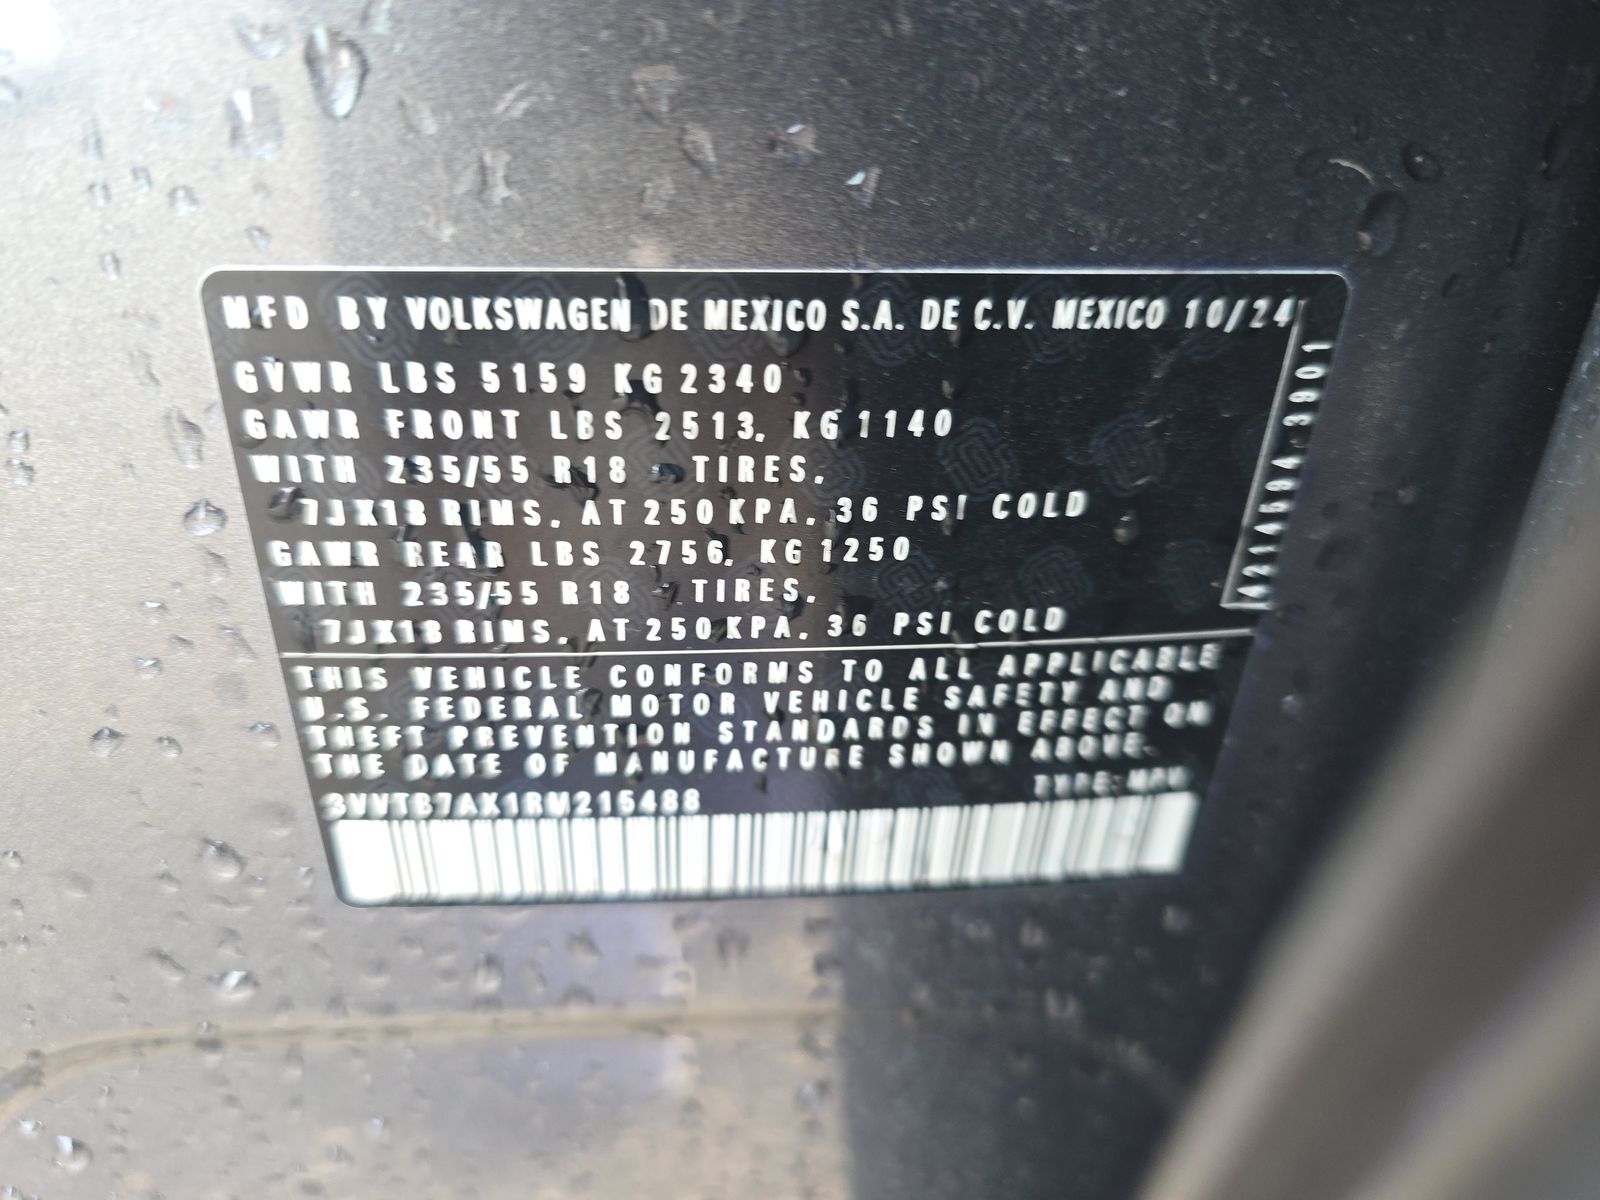 MFD BY VOLKSWAGEN DE MEXICO S.A. DE C.V. MEXICO 10/24
GVWR LBS 5159 KG 2340
GAWR FRONT LBS 2513, KG 1140
WITH 235/55 R18 - TIRES,
7JX18 RIMS, AT 250 KPA, 36 PSI COLD
GAWR REAR LBS 2756, KG 1250
WITH 235/55 R18 - TIRES,
7JX18 RIMS, AT 250 KPA, 36 PSI COLD
THIS VEHICLE CONFORMS TO ALL APPLICABLE
U.S. FEDERAL MOTOR VEHICLE SAFETY AND
THEFT PREVENTION STANDARDS IN EFFECT ON
THE DATE OF MANUFACTURE SHOWN ABOVE.
TYPE: MPV
3VVTB7AX1RM215488
4214594 3901